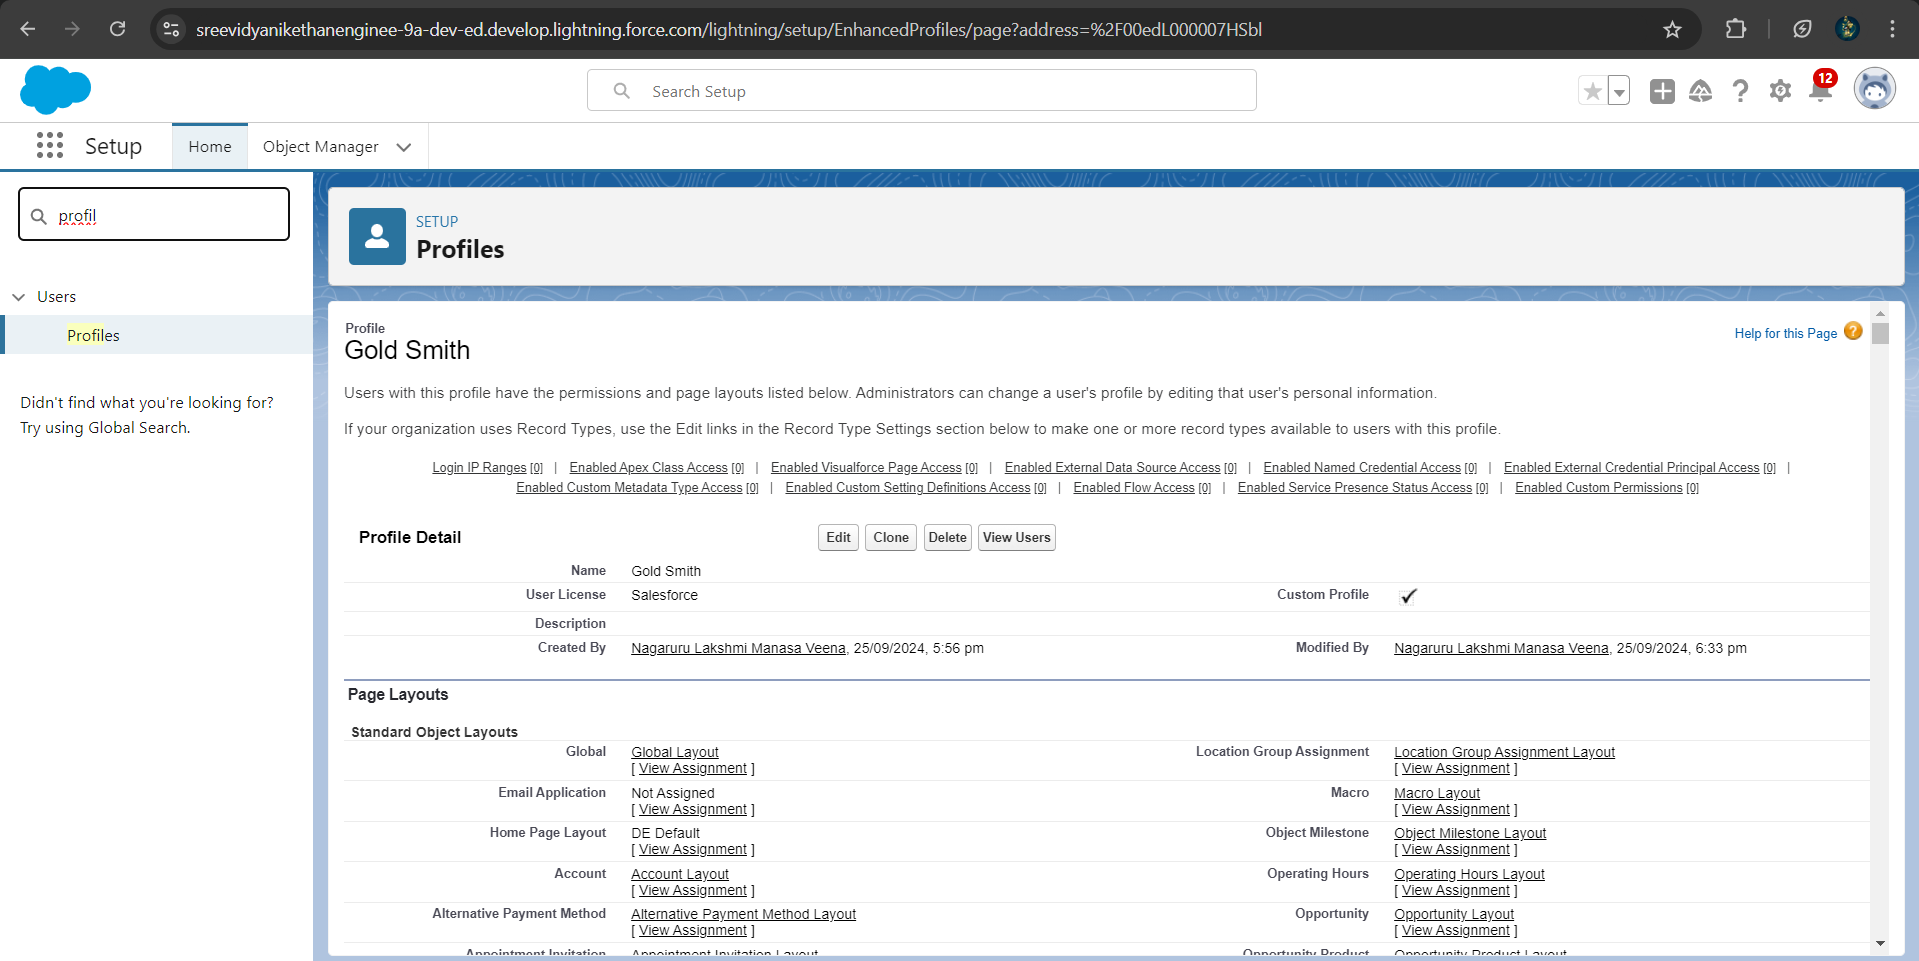 sreevidyanikethanenginee-9a-dev-ed.develop.lightning.force.com/lightning/setup/EnhancedProfiles/page?address=%2F00edL000007HSbl
Search Setup
12
Setup
Home
Object Manager
profil
Users
Profiles
Didn't find what you're looking for?
Try using Global Search.
SETUP
Profiles
Profile
Gold Smith
Help for this Page ?
Users with this profile have the permissions and page layouts listed below. Administrators can change a user's profile by editing that user's personal information.
If your organization uses Record Types, use the Edit links in the Record Type Settings section below to make one or more record types available to users with this profile.
Login IP Ranges [0] | Enabled Apex Class Access [0] | Enabled Visualforce Page Access [0] | Enabled External Data Source Access [0] | Enabled Named Credential Access [0] | Enabled External Credential Principal Access [0] |
Enabled Custom Metadata Type Access [0] | Enabled Custom Setting Definitions Access [0] | Enabled Flow Access [0] | Enabled Service Presence Status Access [0] | Enabled Custom Permissions [0]
Profile Detail Edit Clone Delete View Users
Name Gold Smith
User License Salesforce Custom Profile
Description
Created By Nagaruru Lakshmi Manasa Veena, 25/09/2024, 5:56 pm Modified By Nagaruru Lakshmi Manasa Veena, 25/09/2024, 6:33 pm
Page Layouts
Standard Object Layouts
Global Global Layout Location Group Assignment Location Group Assignment Layout
[ View Assignment ] [ View Assignment ]
Email Application Not Assigned Macro Macro Layout
[ View Assignment ] [ View Assignment ]
Home Page Layout DE Default Object Milestone Object Milestone Layout
[ View Assignment ] [ View Assignment ]
Account Account Layout Operating Hours Operating Hours Layout
[ View Assignment ] [ View Assignment ]
Alternative Payment Method Alternative Payment Method Layout Opportunity Opportunity Layout
[ View Assignment ] [ View Assignment ]
Appointment Invitation Appointment Invitation Layout Opportunity Product Opportunity Product Layout